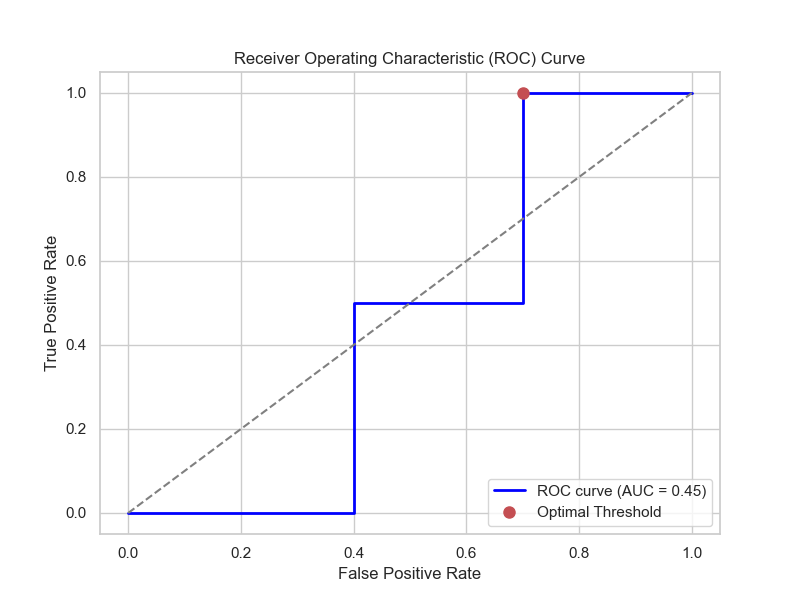 Receiver Operating Characteristic (ROC) Curve
1.0
0.8
0.6
0.4
0.2
0.0
True Positive Rate
ROC curve (AUC = 0.45)
Optimal Threshold
0.0 0.2 0.4 0.6 0.8 1.0
False Positive Rate